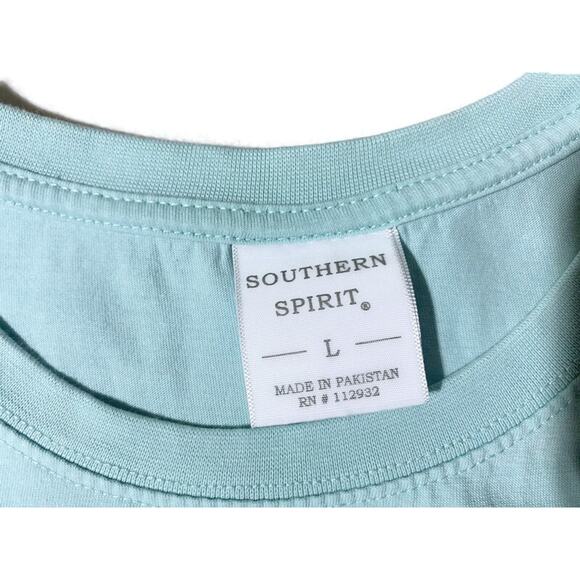 SOUTHERN
SPIRIT®
L
MADE IN PAKISTAN
RN # 112932